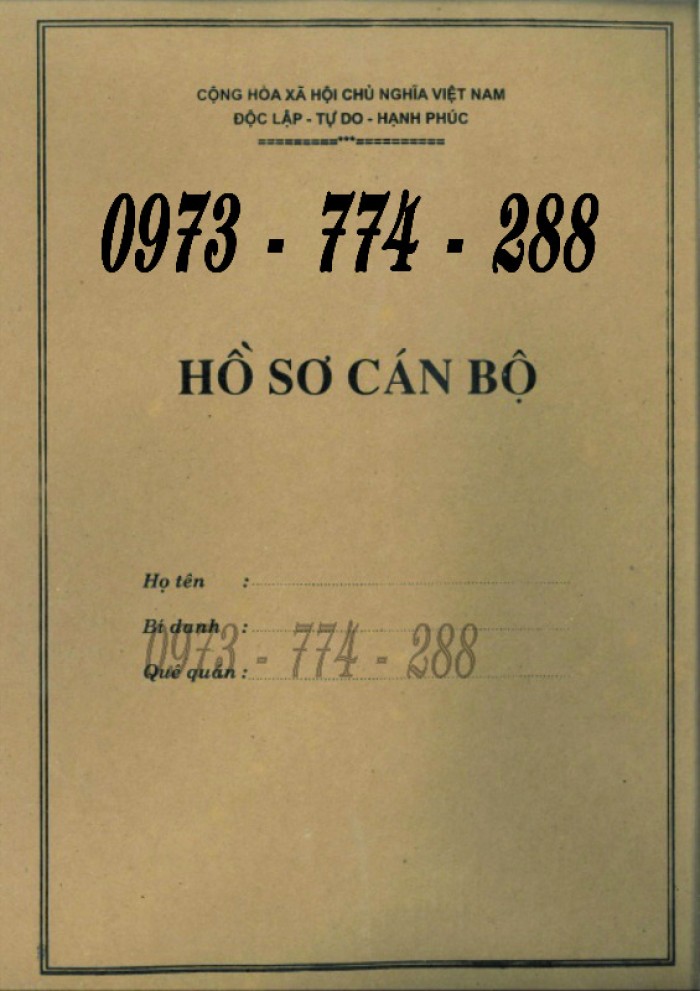 CỘNG HÒA XÃ HỘI CHỦ NGHĨA VIỆT NAM
ĐỘC LẬP - TỰ DO - HẠNH PHÚC
=========***==========
0973 - 774 - 288
HỒ SƠ CÁN BỘ
Họ tên :
Bí danh :
0973 - 774 - 288
Quê quán :